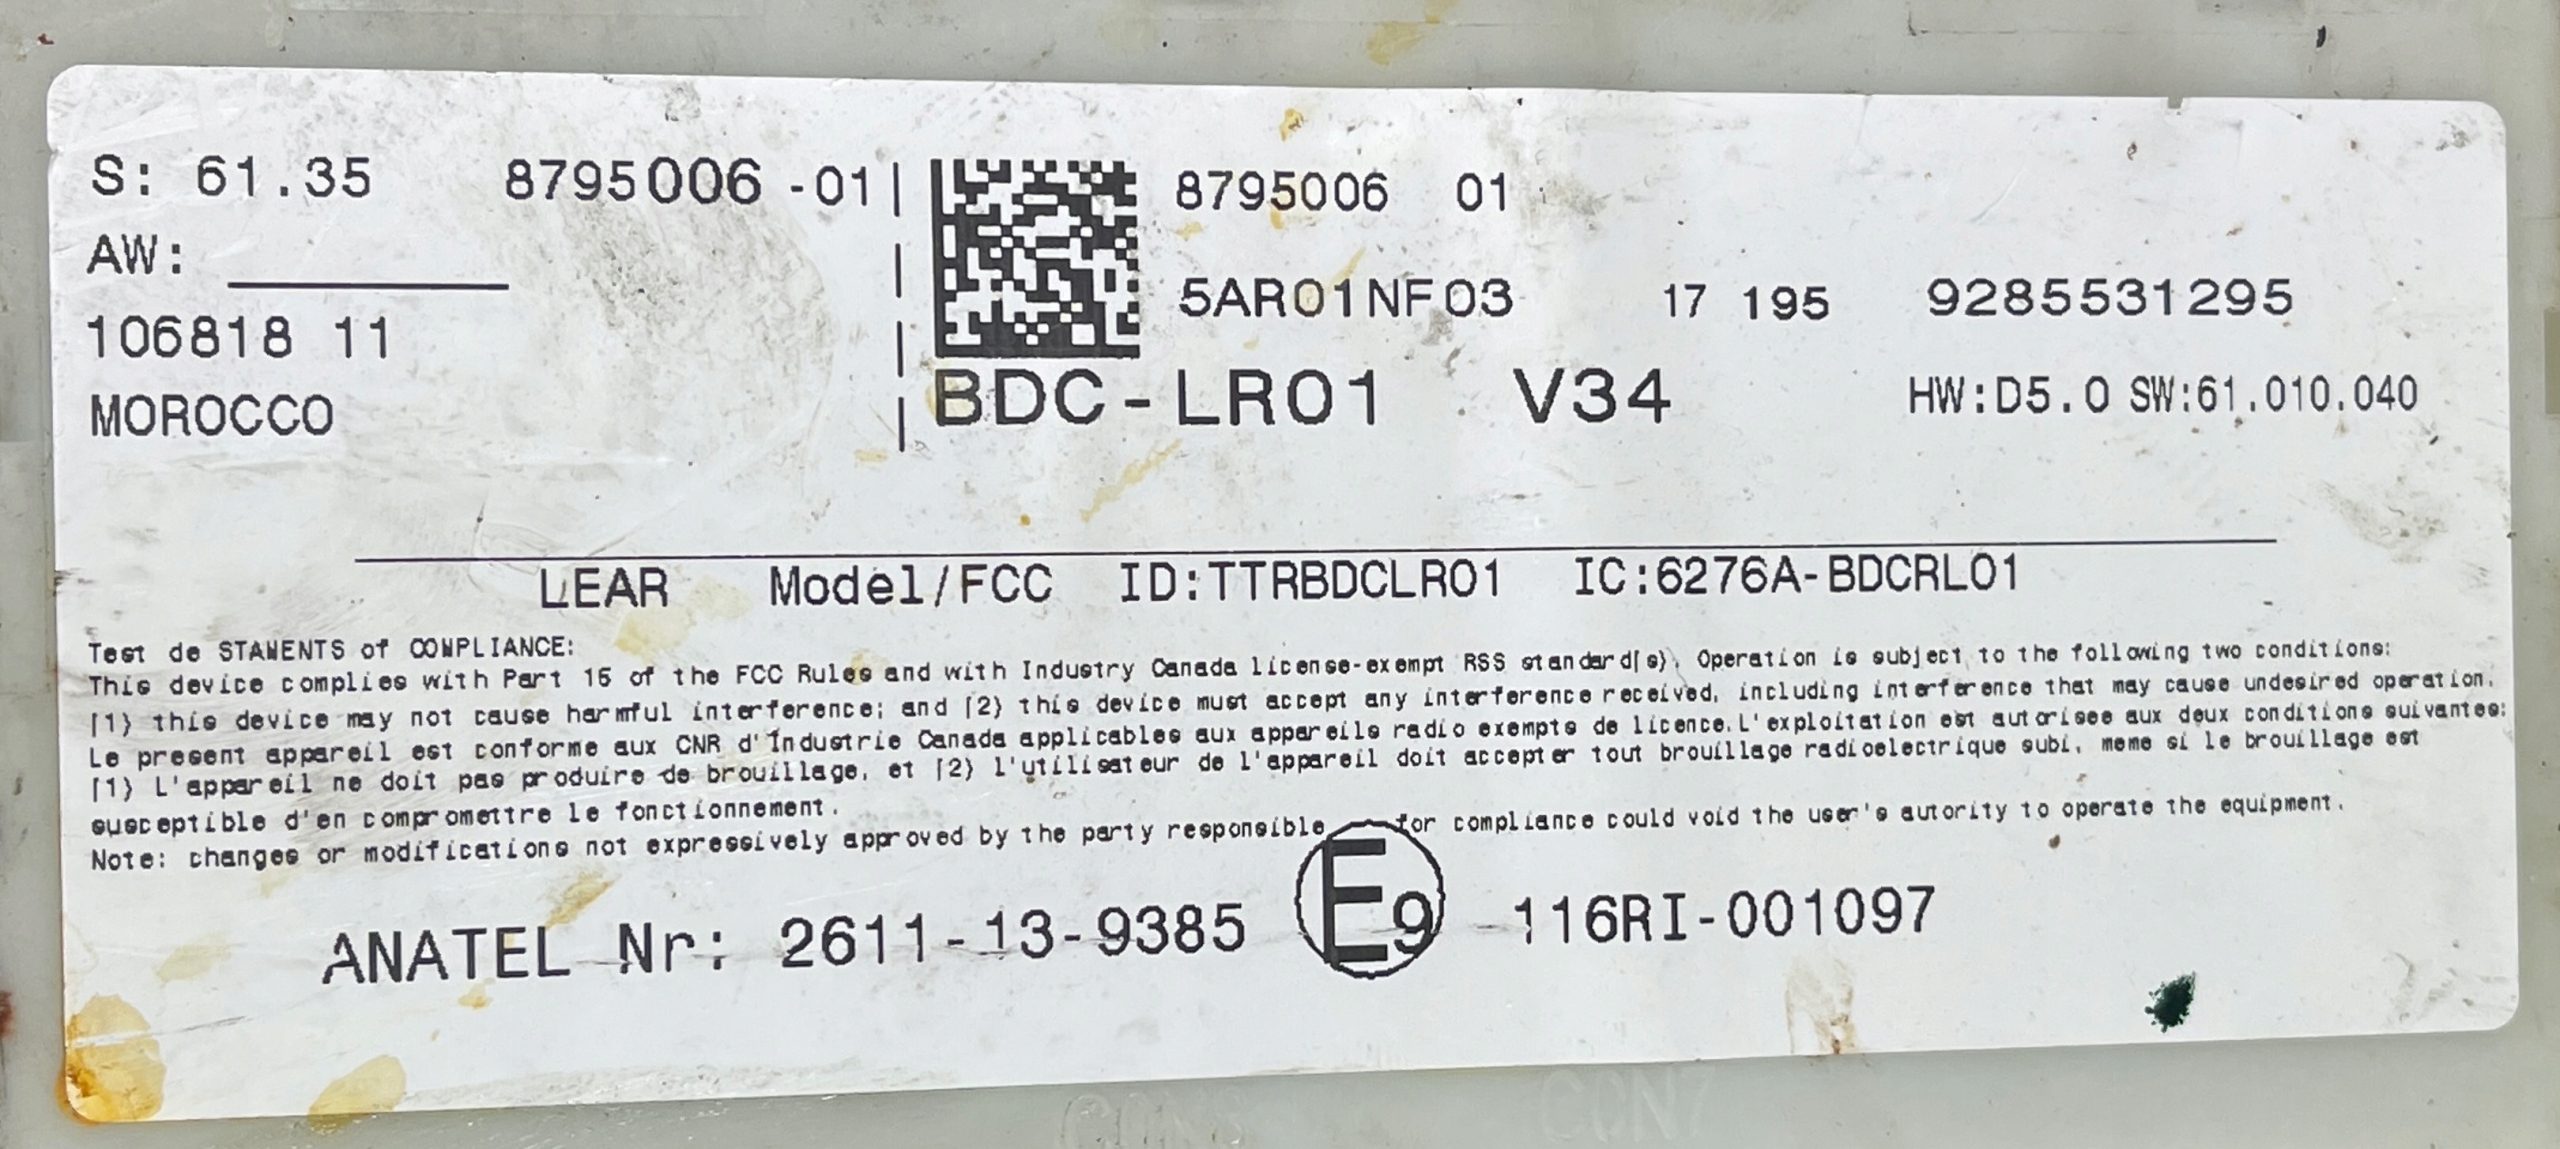 S: 61.35 8795006 -01
AW:
106818 11
MOROCCO
8795006 01
5AR01NF03 17 195 9285531295
BDC-LR01 V34 HW:D5.0 SW:61.010.040
LEAR Model/FCC ID:TTRBDCLR01 IC:6276A-BDCRL01
Test de STAMENTS of COMPLIANCE:
This device complies with Part 15 of the FCC Rules and with Industry Canada license-exempt RSS standard(s). Operation is subject to the following two conditions:
(1) this device may not cause harmful interference; and (2) this device must accept any interference received, including interference that may cause undesired operation.
Le present appareil est conforme aux CNR d'Industrie Canada applicables aux appareils radio exempts de licence.L'exploitation est autorisee aux deux conditions suivantes:
(1) L'appareil ne doit pas produire de brouillage, et (2) l'utilisateur de l'appareil doit accepter tout brouillage radioelectrique subi, meme si le brouillage est
susceptible d'en compromettre le fonctionnement.
Note: changes or modifications not expressively approved by the party responsible for compliance could void the user's autority to operate the equipment.
ANATEL Nr: 2611-13-9385 E9 116RI-001097